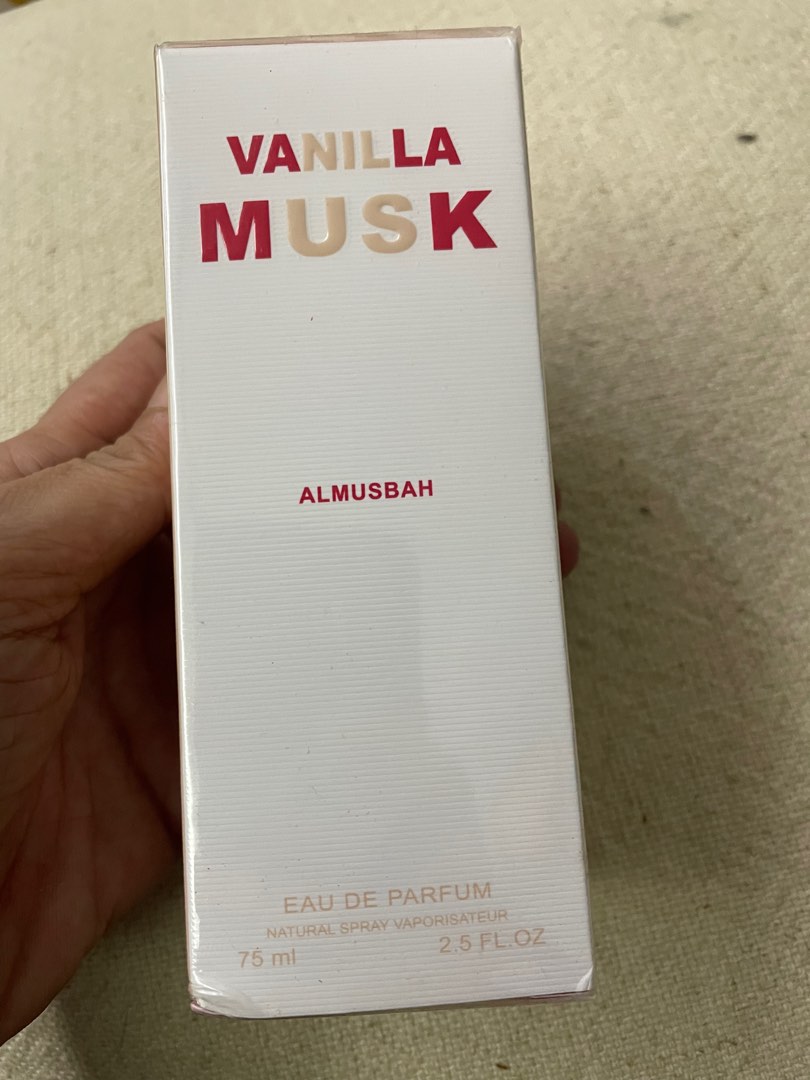 VANILLA
MUSK
ALMUSBAH
EAU DE PARFUM
NATURAL SPRAY VAPORISATEUR
75 ml 2.5 FL.OZ